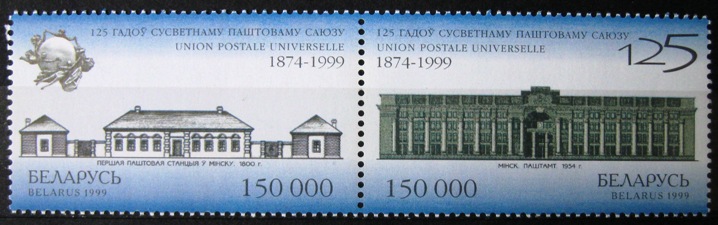 125 ГАДОЎ СУСВЕТНАМУ ПАШТОВАМУ САЮЗУ
UNION POSTALE UNIVERSELLE
1874-1999
ПЕРШАЯ ПАШТОВАЯ СТАНЦЫЯ Ў МІНСКУ. 1800 г.
БЕЛАРУСЬ
BELARUS 1999
150 000
125 ГАДОЎ СУСВЕТНАМУ ПАШТОВАМУ САЮЗУ
UNION POSTALE UNIVERSELLE
1874-1999
125
МІНСК. ПАШТАМТ. 1954 г.
150 000
БЕЛАРУСЬ
BELARUS 1999